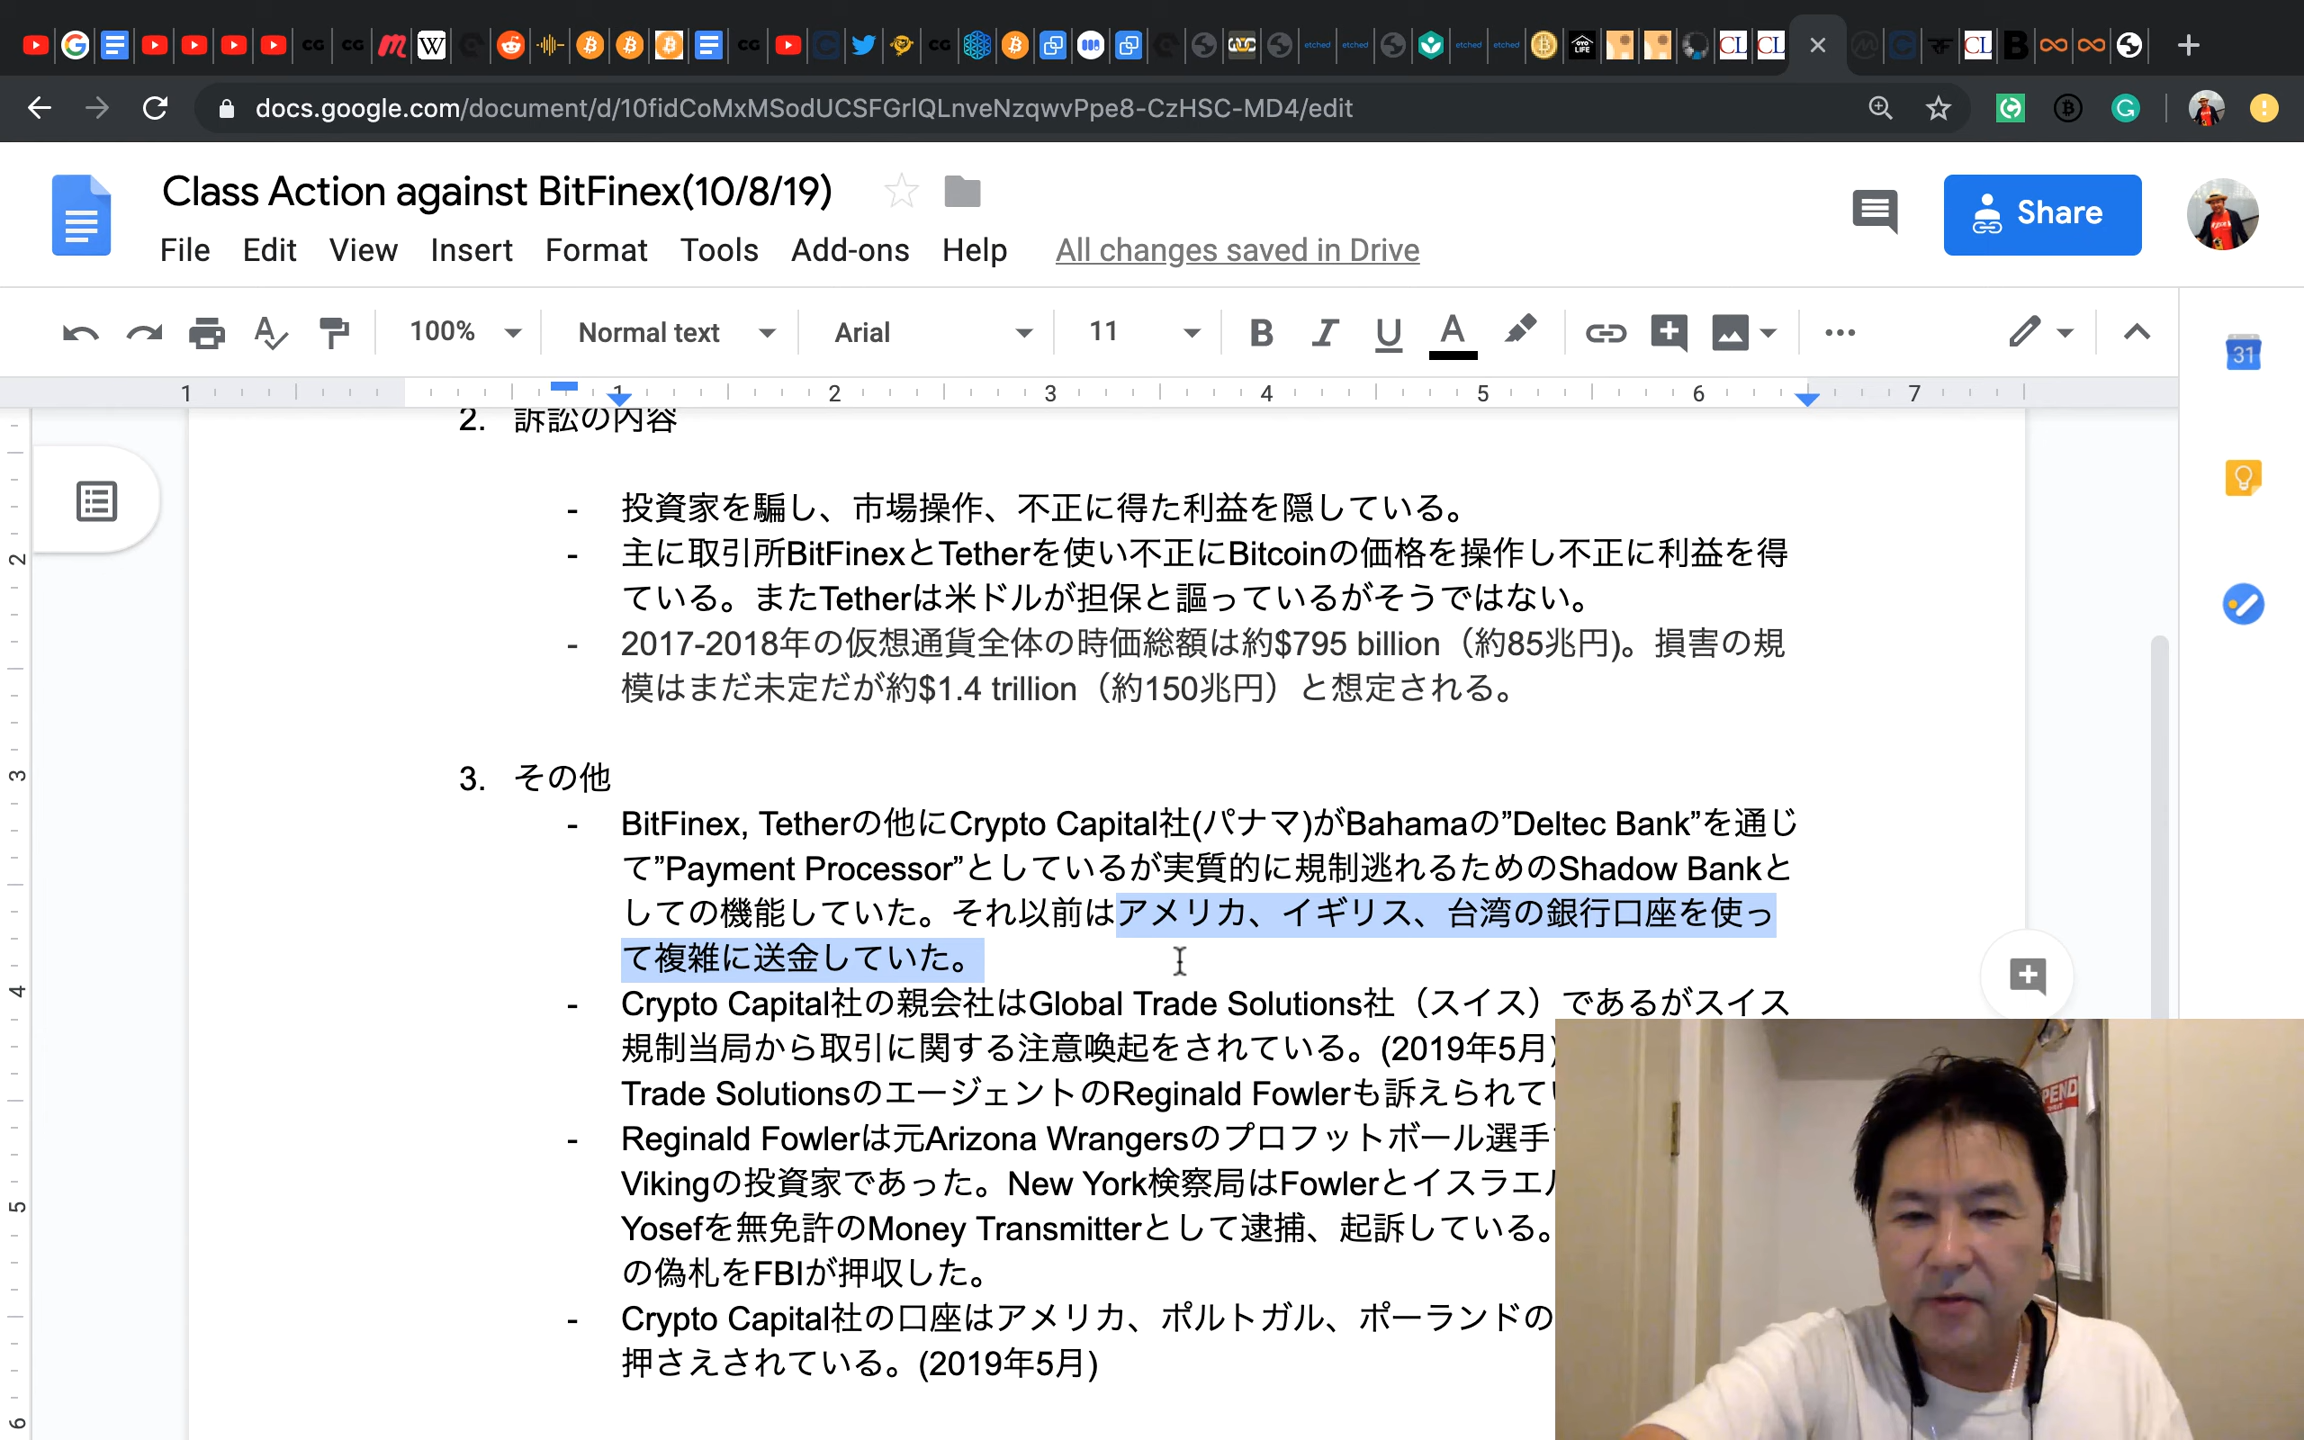 docs.google.com/document/d/10fidCoMxMSodUCSFGrlQLnveNzqwvPpe8-CzHSC-MD4/edit
Class Action against BitFinex(10/8/19)
Share
File Edit View Insert Format Tools Add-ons Help All changes saved in Drive
100% Normal text Arial 11
1 1 2 3 4 5 6 7
2. 訴訟の内容
- 投資家を騙し、市場操作、不正に得た利益を隠している。
- 主に取引所BitFinexとTetherを使い不正にBitcoinの価格を操作し不正に利益を得
ている。またTetherは米ドルが担保と謳っているがそうではない。
- 2017-2018年の仮想通貨全体の時価総額は約$795 billion（約85兆円)。損害の規
模はまだ未定だが約$1.4 trillion（約150兆円）と想定される。
3. その他
- BitFinex, Tetherの他にCrypto Capital社(パナマ)がBahamaの”Deltec Bank”を通じ
て”Payment Processor”としているが実質的に規制逃れるためのShadow Bankと
しての機能していた。それ以前はアメリカ、イギリス、台湾の銀行口座を使っ
て複雑に送金していた。
- Crypto Capital社の親会社はGlobal Trade Solutions社（スイス）であるがスイス
規制当局から取引に関する注意喚起をされている。(2019年5月)
Trade SolutionsのエージェントのReginald Fowlerも訴えられて
- Reginald Fowlerは元Arizona Wrangersのプロフットボール選手
Vikingの投資家であった。New York検察局はFowlerとイスラエル
Yosefを無免許のMoney Transmitterとして逮捕、起訴している。
の偽札をFBIが押収した。
- Crypto Capital社の口座はアメリカ、ポルトガル、ポーランドの
押さえされている。(2019年5月)